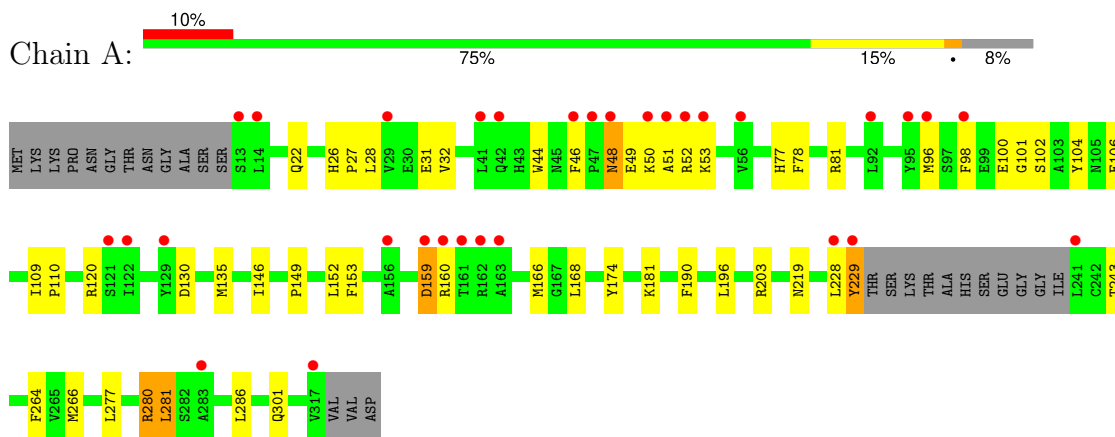 10%
Chain A:
75% 15% • 8%
MET LYS LYS PRO ASN GLY THR ASN GLY ALA SER SER S13 L14 Q22 H26 P27 L28 V29 E30 E31 V32 L41 Q42 H43 W44 N45 F46 P47 N48 E49 K50 A51 R52 K53 V56 H77 F78 R81 L92 Y95 M96 S97 F98 E99 E100 G101 S102 A103 Y104 N105 E106
I109 P110 R120 S121 I122 Y129 D130 M135 I146 P149 L152 F153 A156 D159 R160 T161 R162 A163 M166 G167 L168 Y174 K181 F190 L196 R203 N219 L228 Y229 THR SER LYS THR ALA HIS SER GLU GLY GLY ILE L241 C242 T243
F264 V265 M266 L277 R280 L281 S282 A283 L286 Q301 V317 VAL VAL ASP